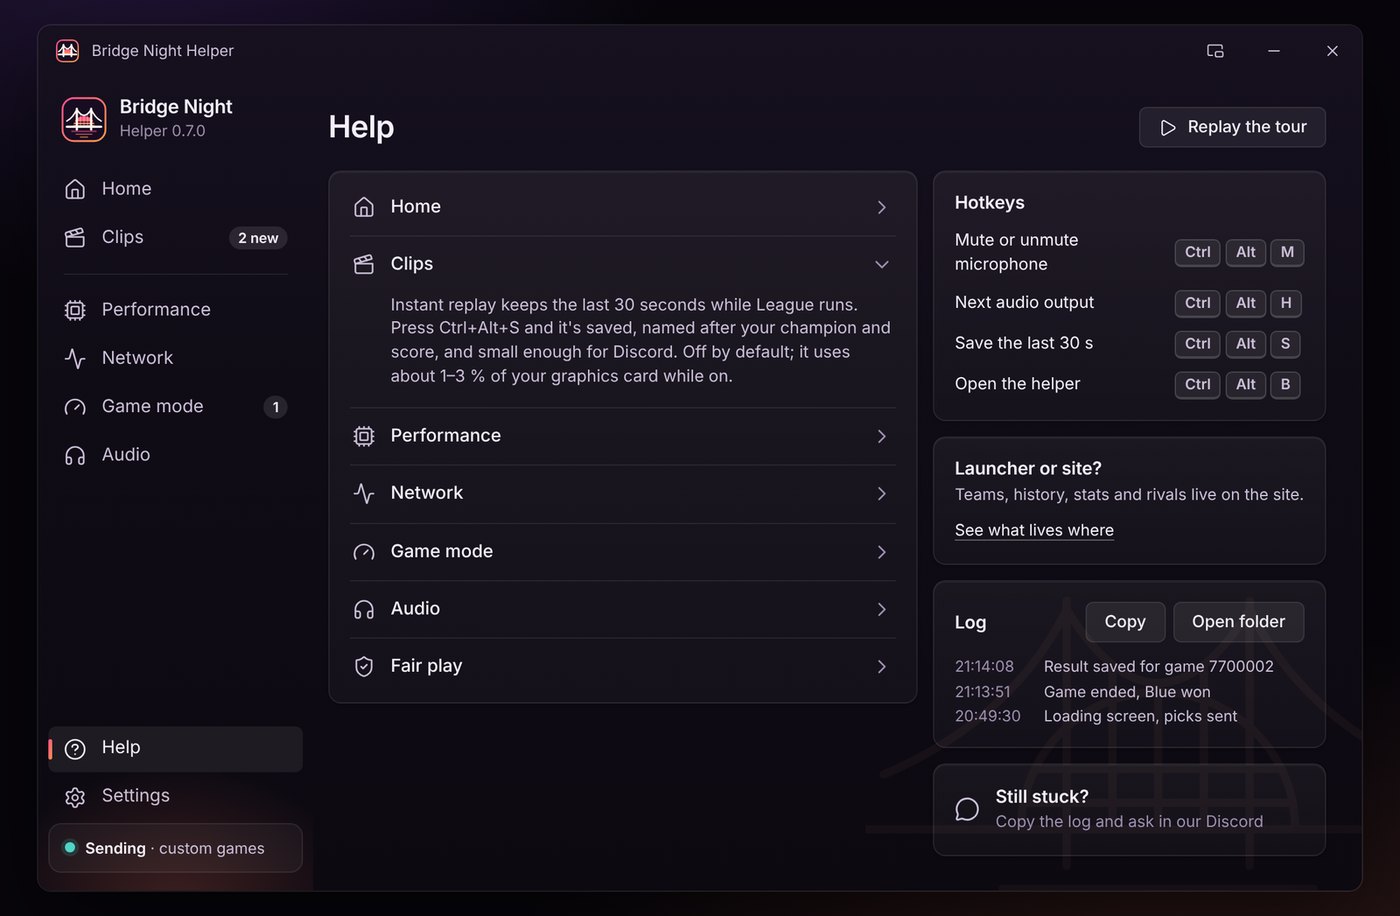 Bridge Night Helper
Bridge Night
Helper 0.7.0
Home
Clips
2 new
Performance
Network
Game mode
1
Audio
Help
Settings
Sending · custom games
Help
Replay the tour
Home
Clips
Instant replay keeps the last 30 seconds while League runs.
Press Ctrl+Alt+S and it's saved, named after your champion and
score, and small enough for Discord. Off by default; it uses
about 1–3 % of your graphics card while on.
Performance
Network
Game mode
Audio
Fair play
Hotkeys
Mute or unmute
microphone
Ctrl Alt M
Next audio output
Ctrl Alt H
Save the last 30 s
Ctrl Alt S
Open the helper
Ctrl Alt B
Launcher or site?
Teams, history, stats and rivals live on the site.
See what lives where
Log
Copy
Open folder
21:14:08 Result saved for game 7700002
21:13:51 Game ended, Blue won
20:49:30 Loading screen, picks sent
Still stuck?
Copy the log and ask in our Discord